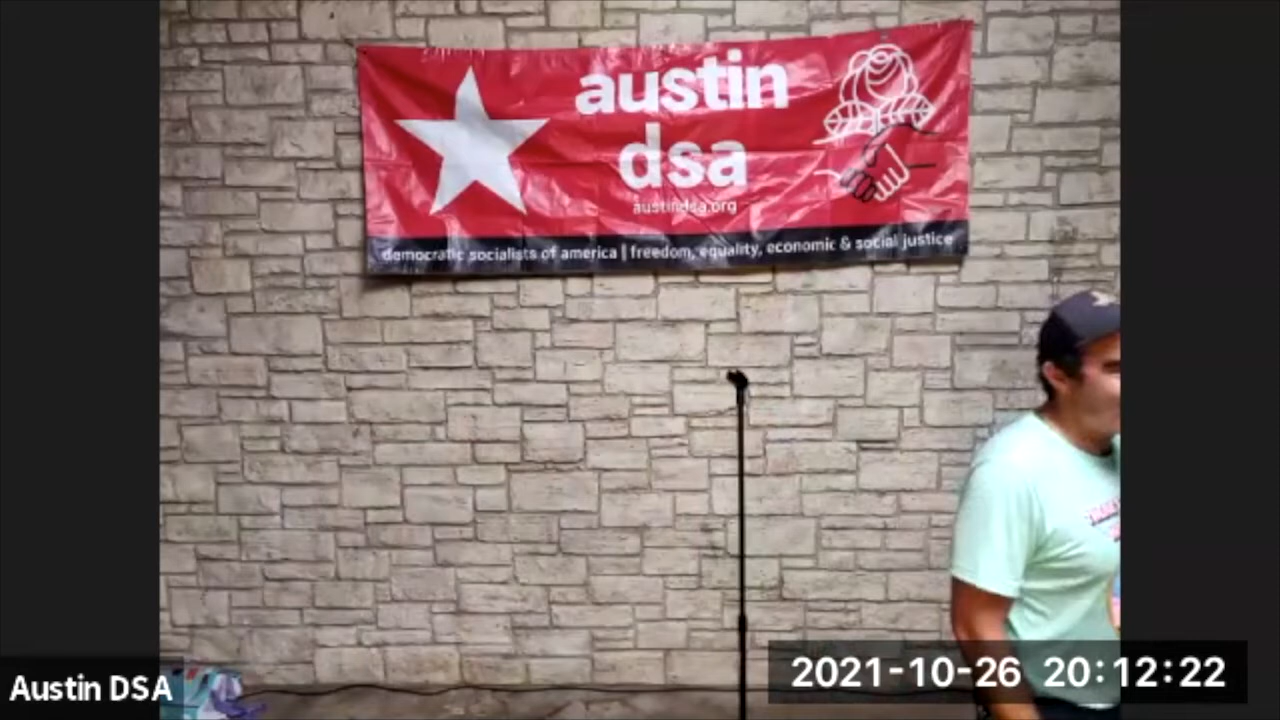 austin
dsa
austindsa.org
democratic socialists of america | freedom, equality, economic & social justice
Austin DSA
2021-10-26 20:12:22